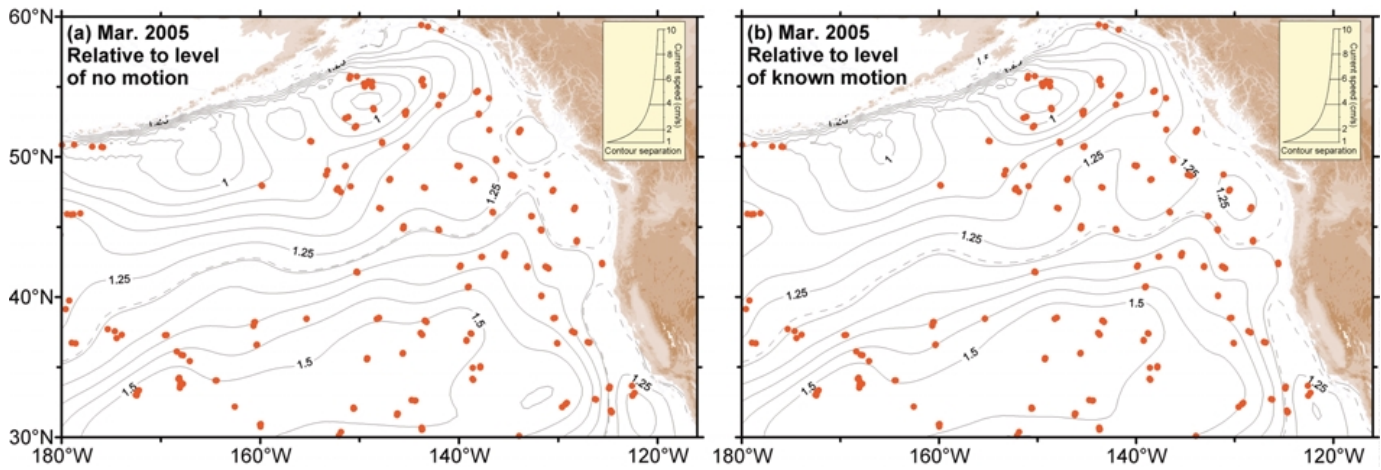 (a) Mar. 2005
Relative to level
of no motion
60°N
50°N
40°N
30°N
180°W
160°W
140°W
120°W
10
8
6
4
2
1
Current speed (cm/s)
Contour separation
1.25
1
1
1.25
1.25
1.25
1.5
1.5
1.5
1.25
(b) Mar. 2005
Relative to level
of known motion
180°W
160°W
140°W
120°W
10
8
6
4
2
1
Current speed (cm/s)
Contour separation
1.25
1
1
1.25
1.25
1.25
1.25
1.25
1.5
1.5
1.5
1.25